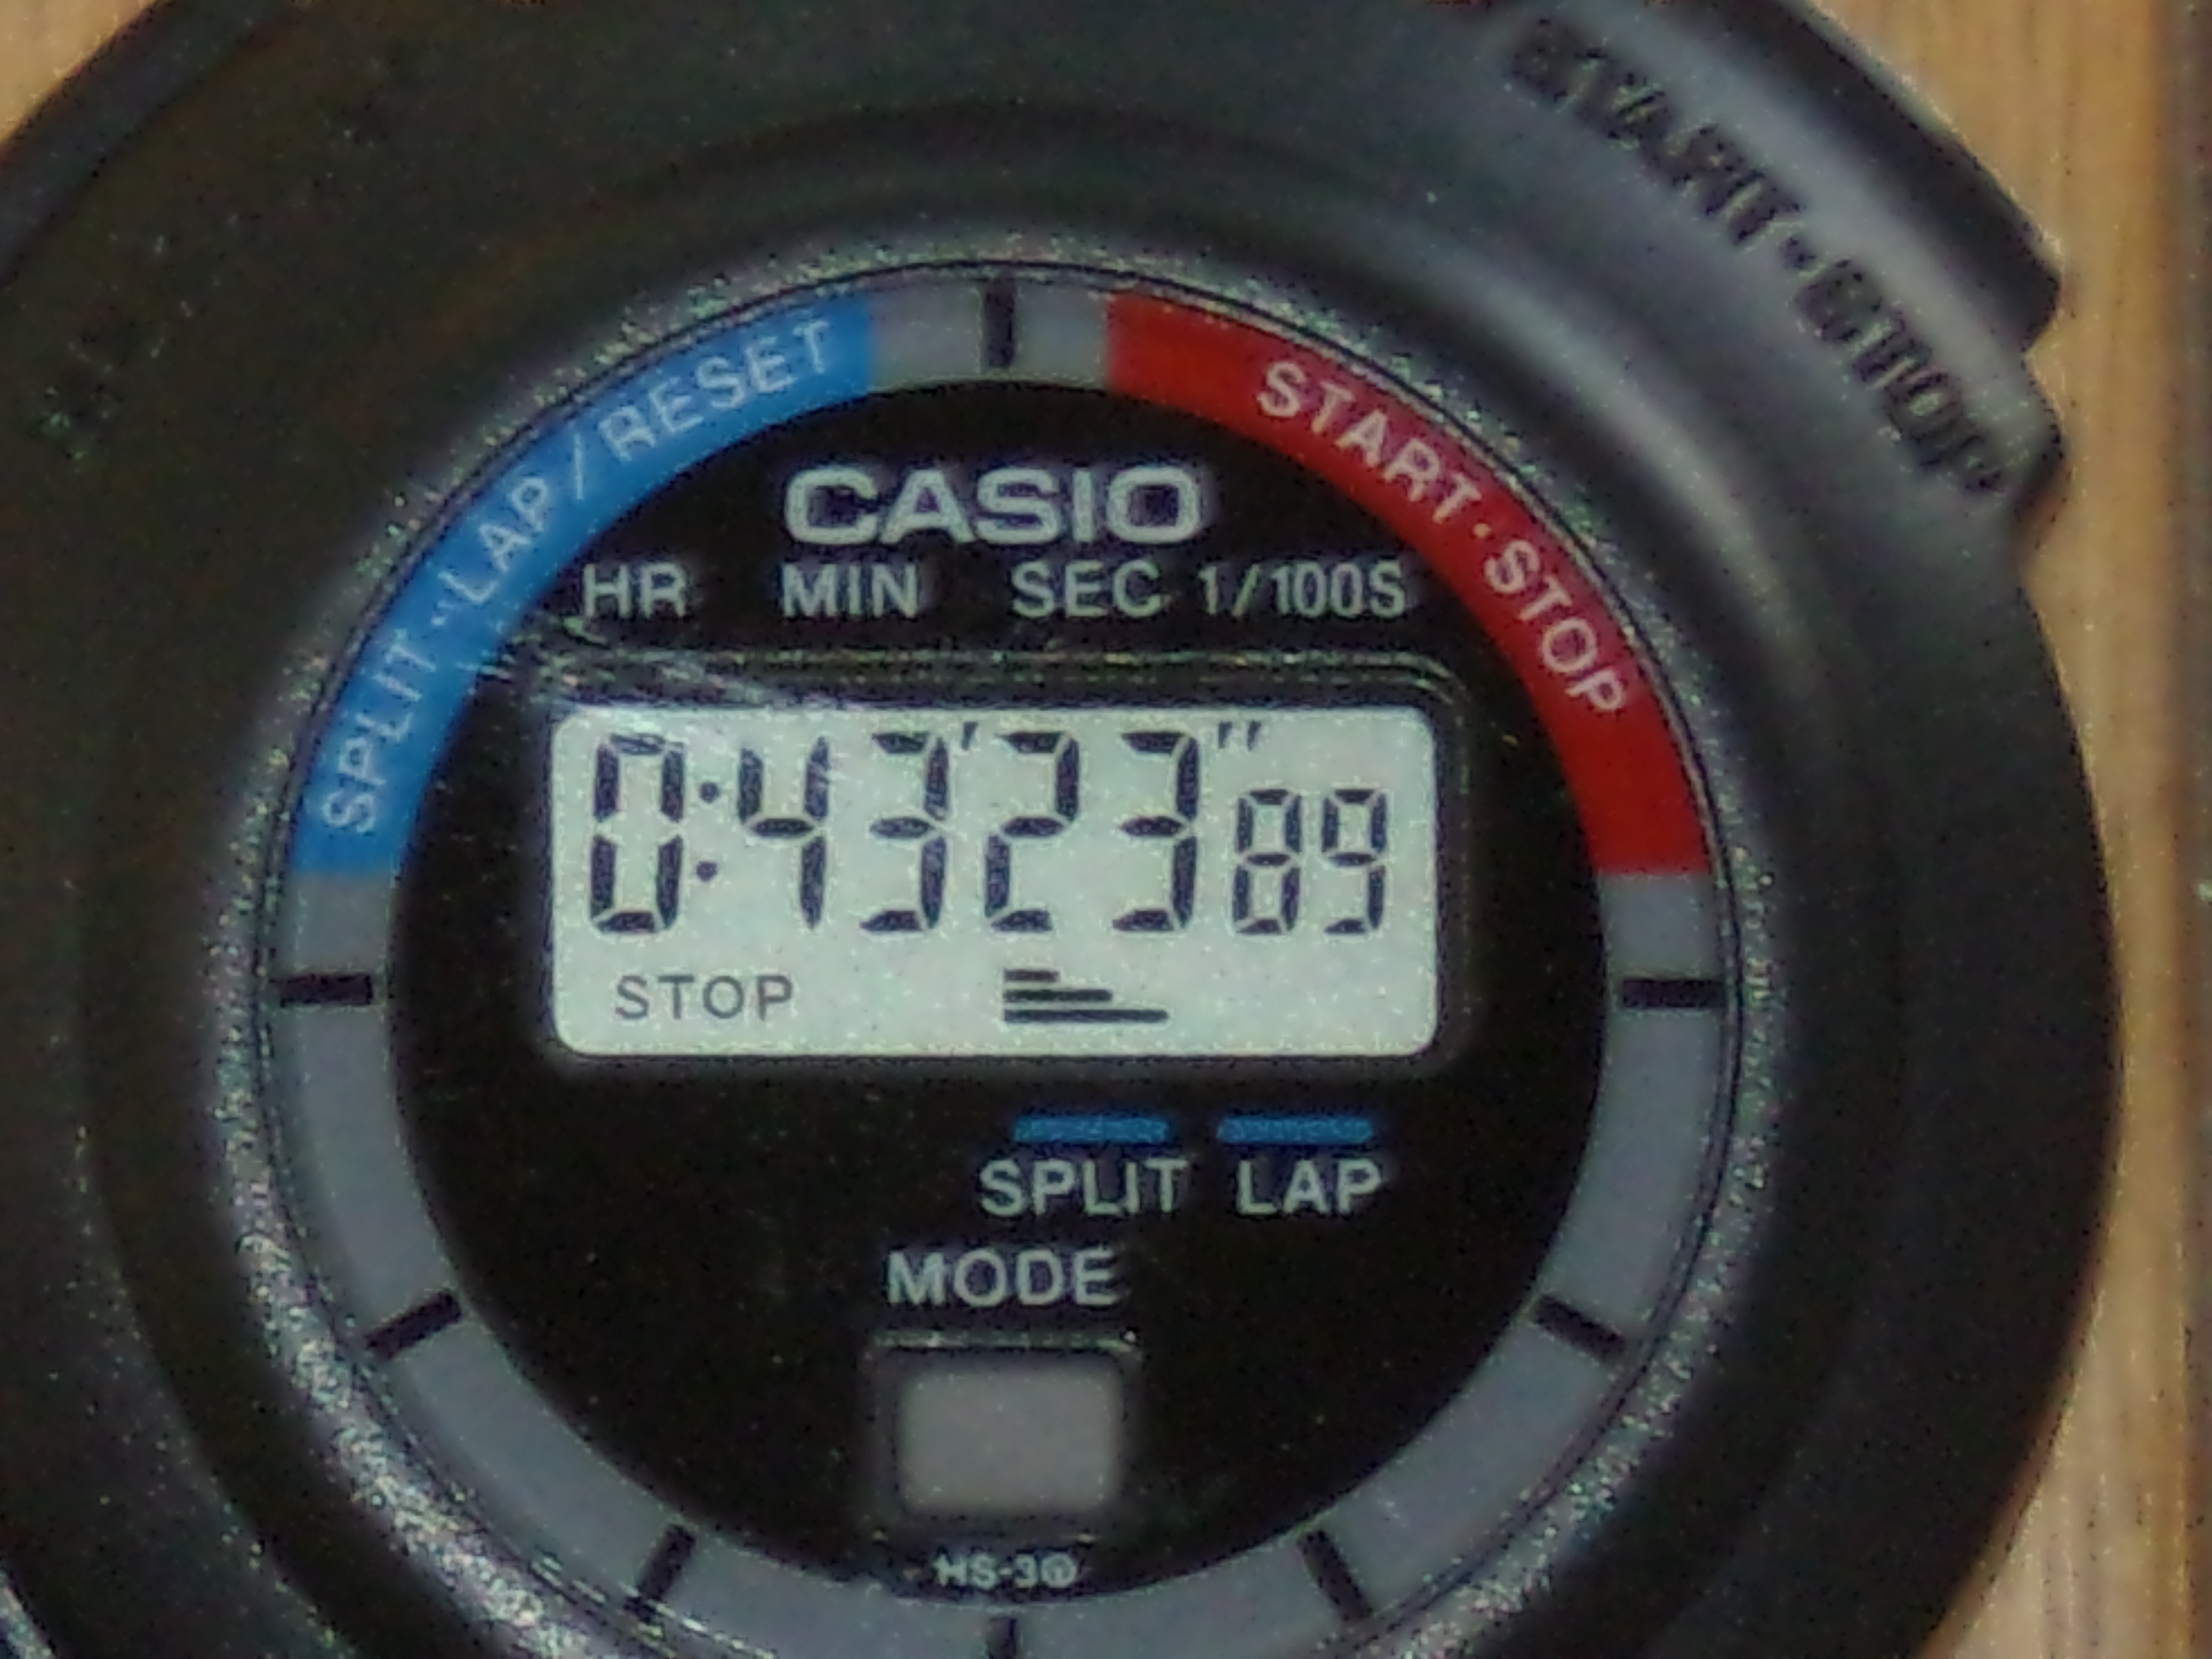 START·STOP
SPLIT··LAP/RESET
START·STOP
CASIO
HR MIN SEC 1/100S
0:43'23"89
STOP
SPLIT LAP
MODE
HS-3